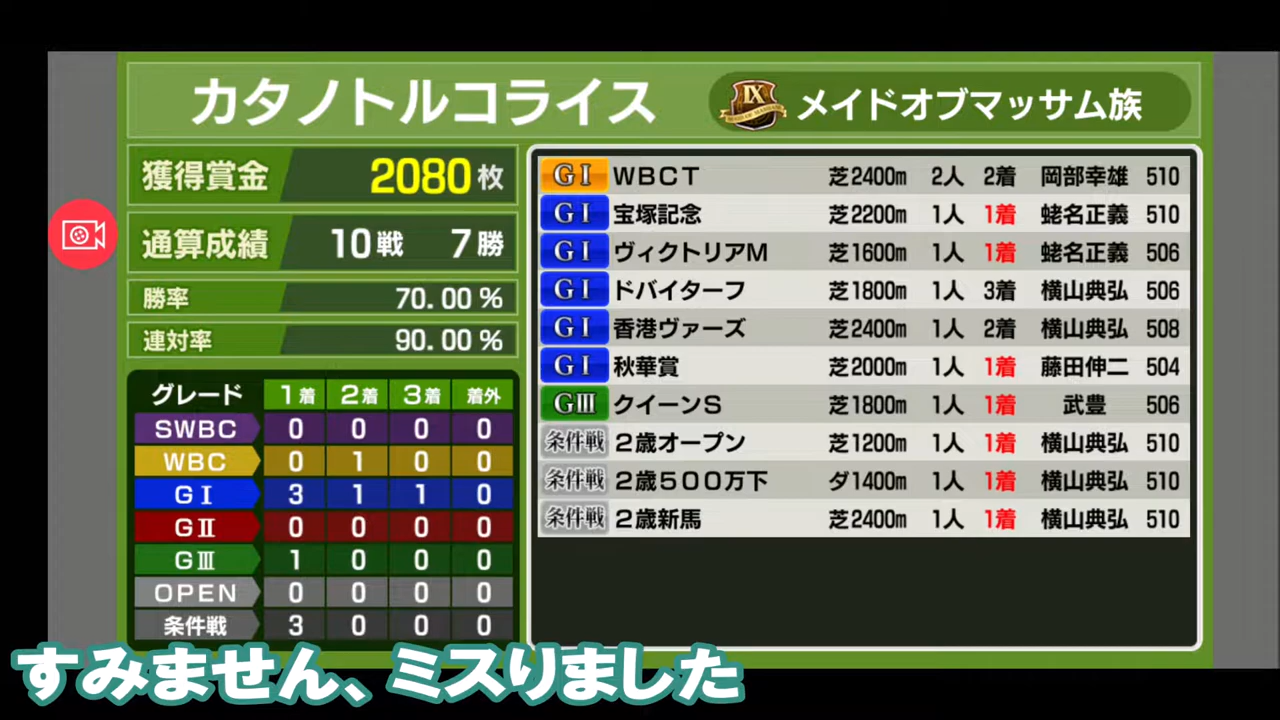 カタノトルコライス
IX メイドオブマッサム族
獲得賞金 2080枚
通算成績 10戦 7勝
勝率 70.00%
連対率 90.00%
グレード 1着 2着 3着 着外
SWBC 0 0 0 0
WBC 0 1 0 0
GⅠ 3 1 1 0
GⅡ 0 0 0 0
GⅢ 1 0 0 0
OPEN 0 0 0 0
条件戦 3 0 0 0
GⅠ WBCT 芝2400m 2人 2着 岡部幸雄 510
GⅠ 宝塚記念 芝2200m 1人 1着 蛯名正義 510
GⅠ ヴィクトリアM 芝1600m 1人 1着 蛯名正義 506
GⅠ ドバイターフ 芝1800m 1人 3着 横山典弘 506
GⅠ 香港ヴァーズ 芝2400m 1人 2着 横山典弘 508
GⅠ 秋華賞 芝2000m 1人 1着 藤田伸二 504
GⅢ クイーンS 芝1800m 1人 1着 武豊 506
条件戦 2歳オープン 芝1200m 1人 1着 横山典弘 510
条件戦 2歳500万下 ダ1400m 1人 1着 横山典弘 510
条件戦 2歳新馬 芝2400m 1人 1着 横山典弘 510
すみません、ミスりました